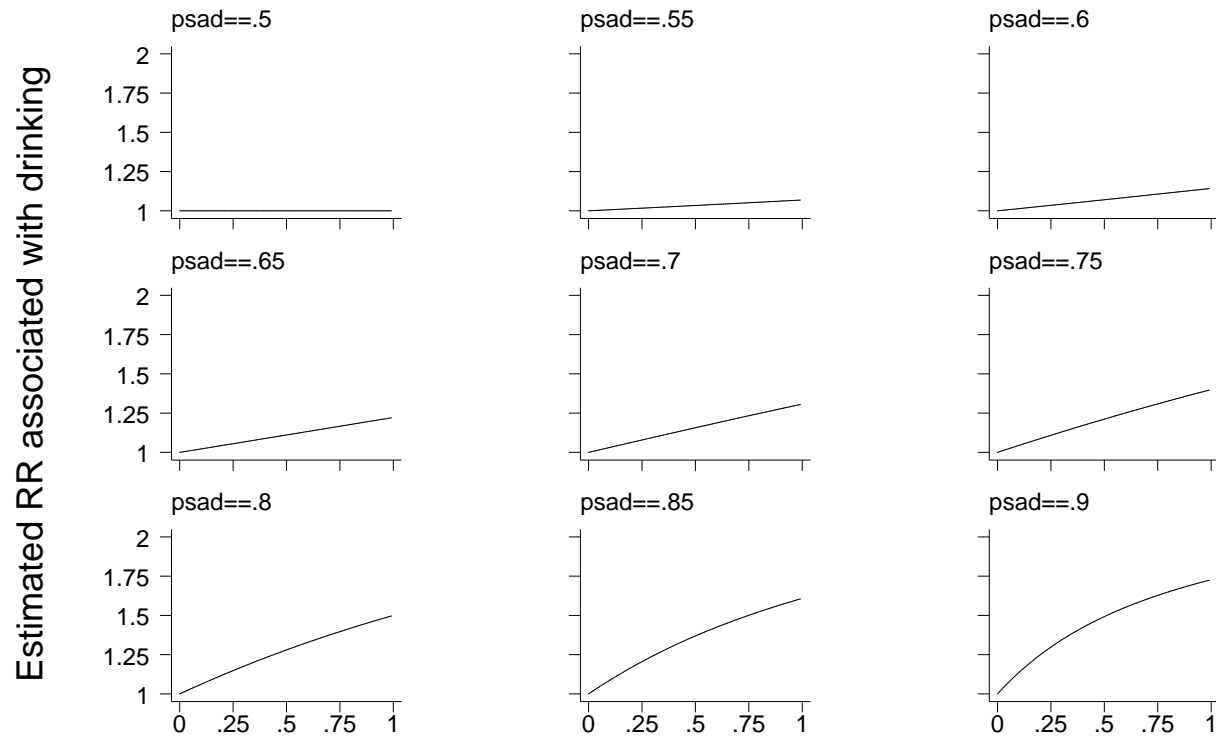 Estimated RR associated with drinking
psad==.5
psad==.55
psad==.6
2
1.75
1.5
1.25
1
psad==.65
psad==.7
psad==.75
2
1.75
1.5
1.25
1
psad==.8
psad==.85
psad==.9
2
1.75
1.5
1.25
1
0 .25 .5 .75 1
0 .25 .5 .75 1
0 .25 .5 .75 1